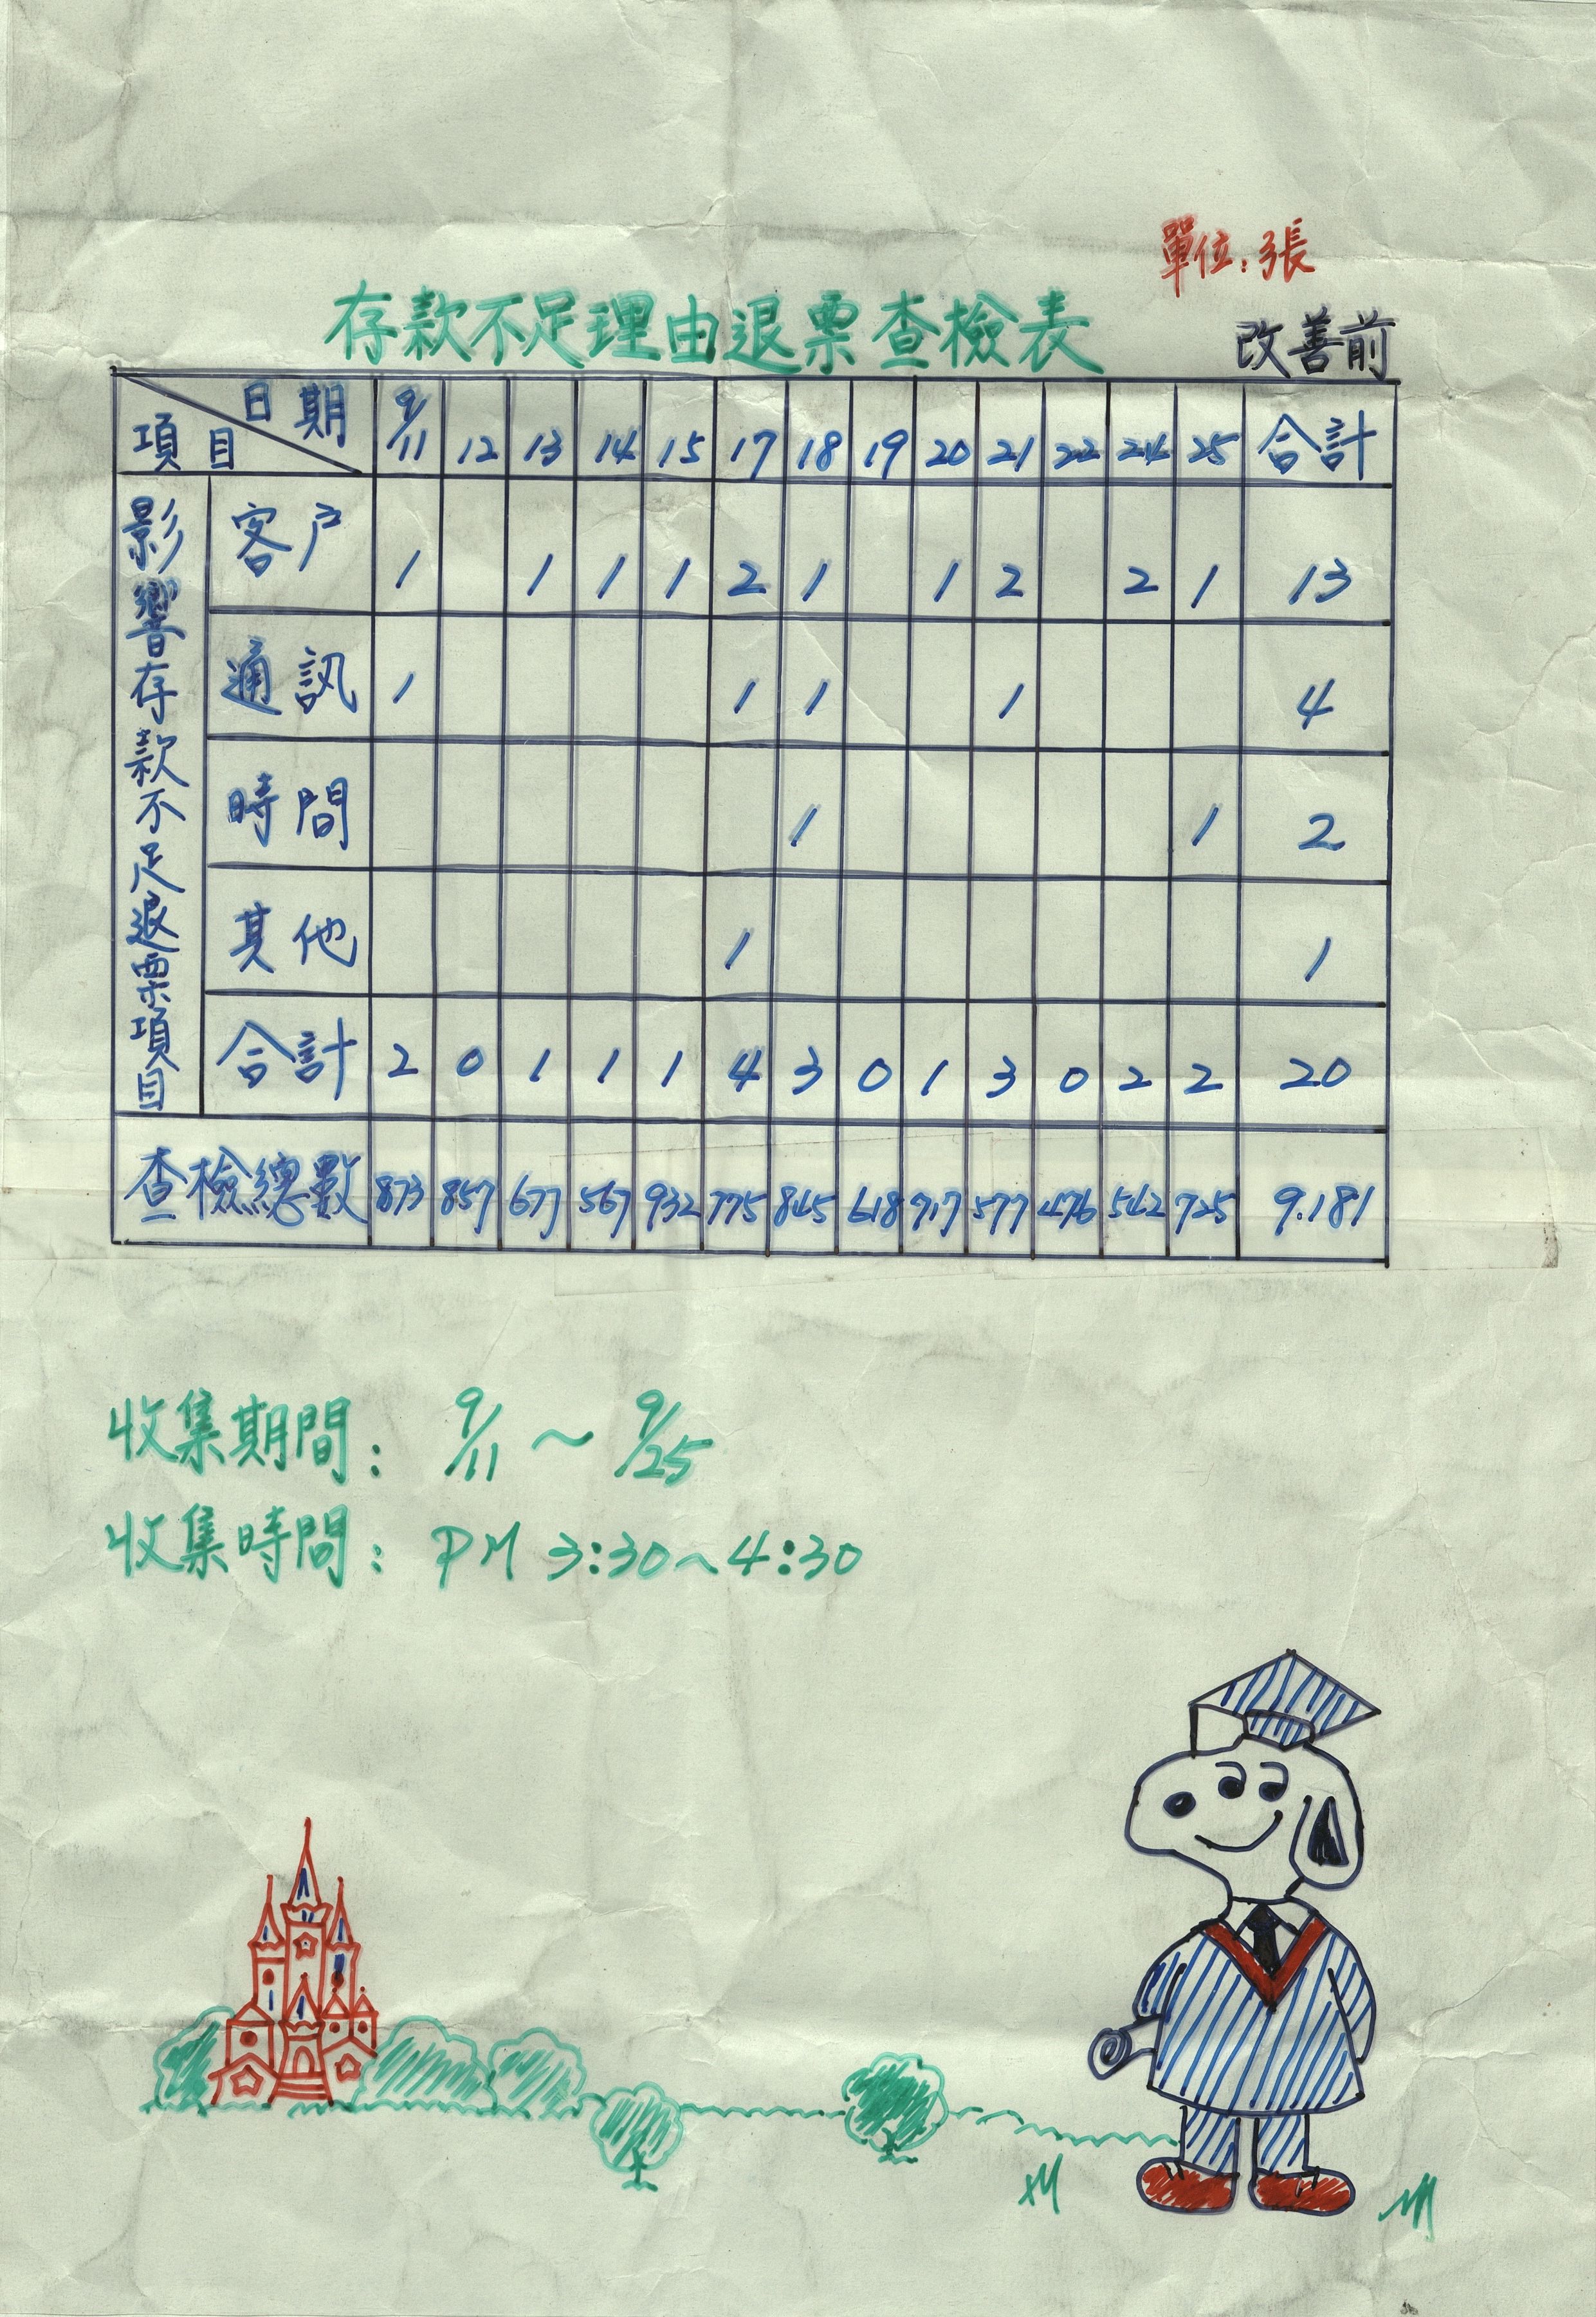 單位:張
存款不足理由退票查檢表
改善前
日期 9/11 12 13 14 15 17 18 19 20 21 22 24 25 合計
項目
影響存款不足退票項目
客户 1 1 1 1 2 1 1 2 2 1 13
通訊 1 1 1 1 4
時間 1 1 2
其他 1 1
合計 2 0 1 1 1 4 3 0 1 3 0 2 2 20
查檢總數 873 857 677 567 932 775 845 618 717 577 476 542 725 9.181
收集期間: 9/11 ~ 9/25
收集時間: PM 3:30~4:30